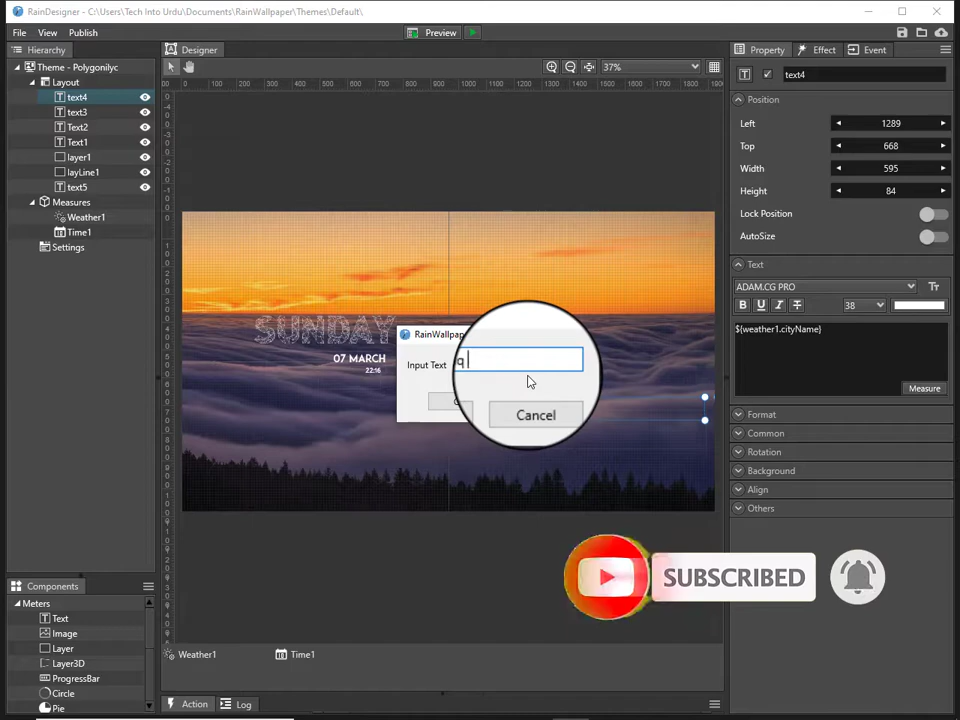 RainDesigner - C:\Users\Tech Into Urdu\Documents\RainWallpaper\Themes\Default\
File View Publish
Preview
Hierarchy
Designer
Property Effect Event
37%
Theme - Polygonilyc
Layout
text4
text3
Text2
Text1
layer1
layLine1
text5
Measures
Weather1
Time1
Settings
text4
Position
Left 1289
Top 668
Width 595
Height 84
Lock Position
AutoSize
Text
ADAM.CG PRO
B U I T 38
${weather1.cityName}
Measure
Format
Common
Rotation
Background
Align
Others
SUNDAY
07 MARCH
22:16
RainWallpap
Input Text q
Cancel
SUBSCRIBED
Components
Meters
Text
Image
Layer
Layer3D
ProgressBar
Circle
Pie
Weather1 Time1
Action Log